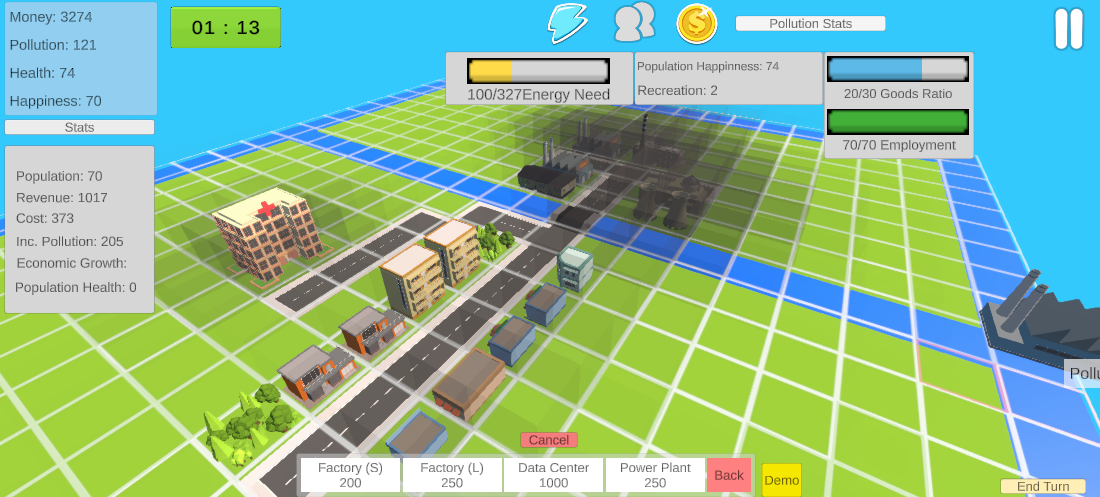 Money: 3274
Pollution: 121
Health: 74
Happiness: 70
Stats
Population: 70
Revenue: 1017
Cost: 373
Inc. Pollution: 205
Economic Growth:
Population Health: 0
01 : 13
Pollution Stats
100/327Energy Need
Population Happinness: 74
Recreation: 2
20/30 Goods Ratio
70/70 Employment
Pollu
Cancel
Factory (S)
200
Factory (L)
250
Data Center
1000
Power Plant
250
Back
Demo
End Turn